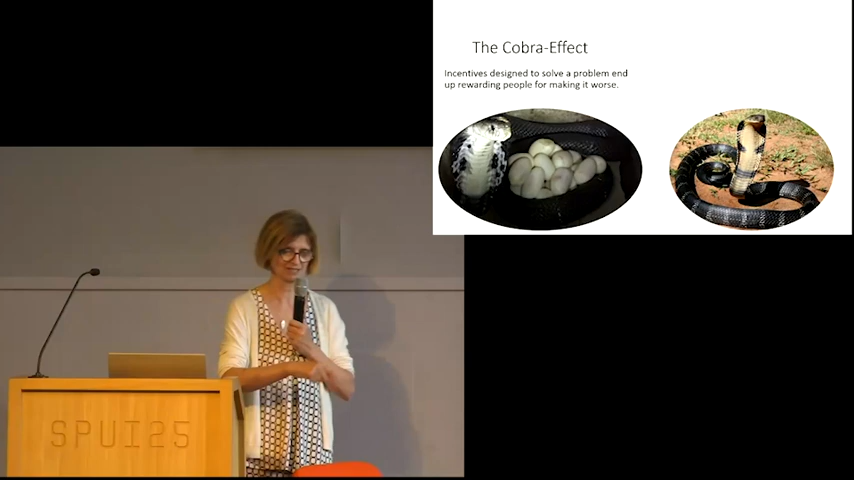 The Cobra-Effect
Incentives designed to solve a problem end
up rewarding people for making it worse.
SPUI25